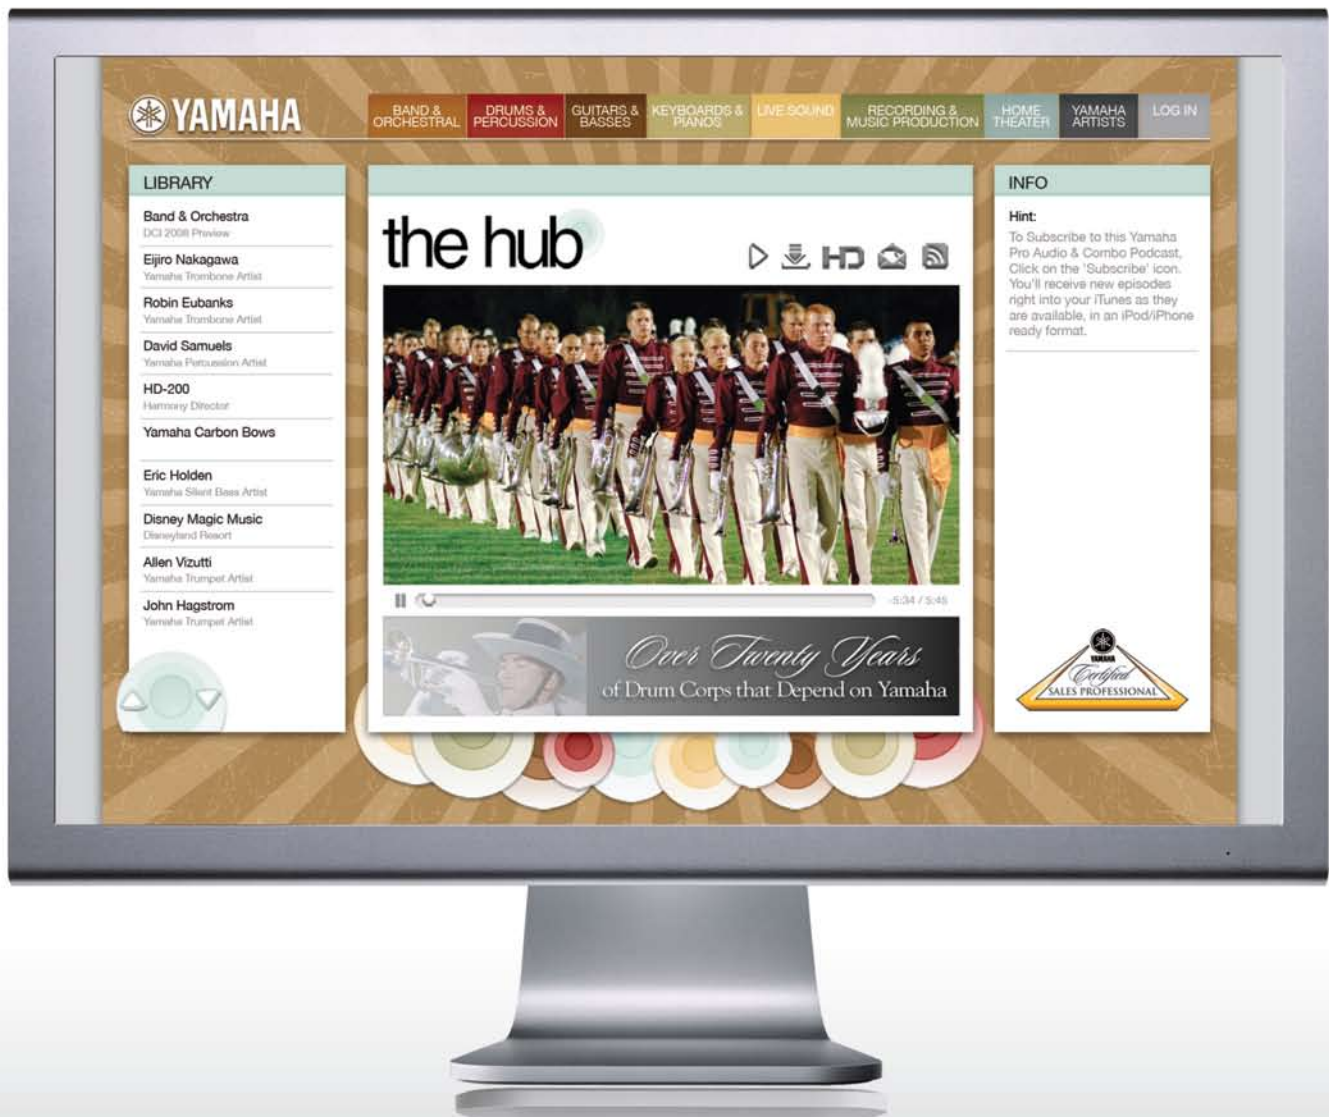 YAMAHA
BAND &
ORCHESTRAL
DRUMS &
PERCUSSION
GUITARS &
BASSES
KEYBOARDS &
PIANOS
LIVE SOUND
RECORDING &
MUSIC PRODUCTION
HOME
THEATER
YAMAHA
ARTISTS
LOG IN
LIBRARY
Band & Orchestra
DCI 2008 Preview
Eijiro Nakagawa
Yamaha Trombone Artist
Robin Eubanks
Yamaha Trombone Artist
David Samuels
Yamaha Percussion Artist
HD-200
Harmony Director
Yamaha Carbon Bows
Eric Holden
Yamaha Silent Bass Artist
Disney Magic Music
Disneyland Resort
Allen Vizutti
Yamaha Trumpet Artist
John Hagstrom
Yamaha Trumpet Artist
the hub
HD
-5:34 / 5:45
Over Twenty Years
of Drum Corps that Depend on Yamaha
INFO
Hint:
To Subscribe to this Yamaha
Pro Audio & Combo Podcast,
Click on the 'Subscribe' icon.
You'll receive new episodes
right into your iTunes as they
are available, in an iPod/iPhone
ready format.
YAMAHA
Certified
SALES PROFESSIONAL